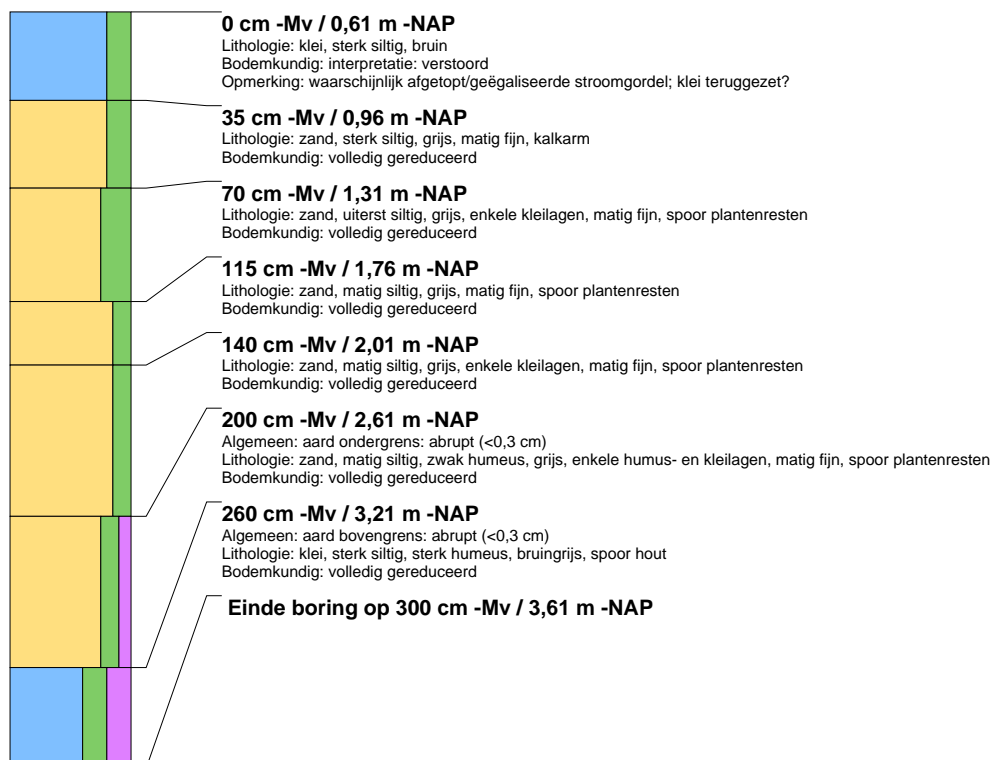 0 cm -Mv / 0,61 m -NAP
Lithologie: klei, sterk siltig, bruin
Bodemkundig: interpretatie: verstoord
Opmerking: waarschijnlijk afgetopt/geëgaliseerde stroomgordel; klei teruggezet?
35 cm -Mv / 0,96 m -NAP
Lithologie: zand, sterk siltig, grijs, matig fijn, kalkarm
Bodemkundig: volledig gereduceerd
70 cm -Mv / 1,31 m -NAP
Lithologie: zand, uiterst siltig, grijs, enkele kleilagen, matig fijn, spoor plantenresten
Bodemkundig: volledig gereduceerd
115 cm -Mv / 1,76 m -NAP
Lithologie: zand, matig siltig, grijs, matig fijn, spoor plantenresten
Bodemkundig: volledig gereduceerd
140 cm -Mv / 2,01 m -NAP
Lithologie: zand, matig siltig, grijs, enkele kleilagen, matig fijn, spoor plantenresten
Bodemkundig: volledig gereduceerd
200 cm -Mv / 2,61 m -NAP
Algemeen: aard ondergrens: abrupt (<0,3 cm)
Lithologie: zand, matig siltig, zwak humeus, grijs, enkele humus- en kleilagen, matig fijn, spoor plantenresten
Bodemkundig: volledig gereduceerd
260 cm -Mv / 3,21 m -NAP
Algemeen: aard bovengrens: abrupt (<0,3 cm)
Lithologie: klei, sterk siltig, sterk humeus, bruingrijs, spoor hout
Bodemkundig: volledig gereduceerd
Einde boring op 300 cm -Mv / 3,61 m -NAP